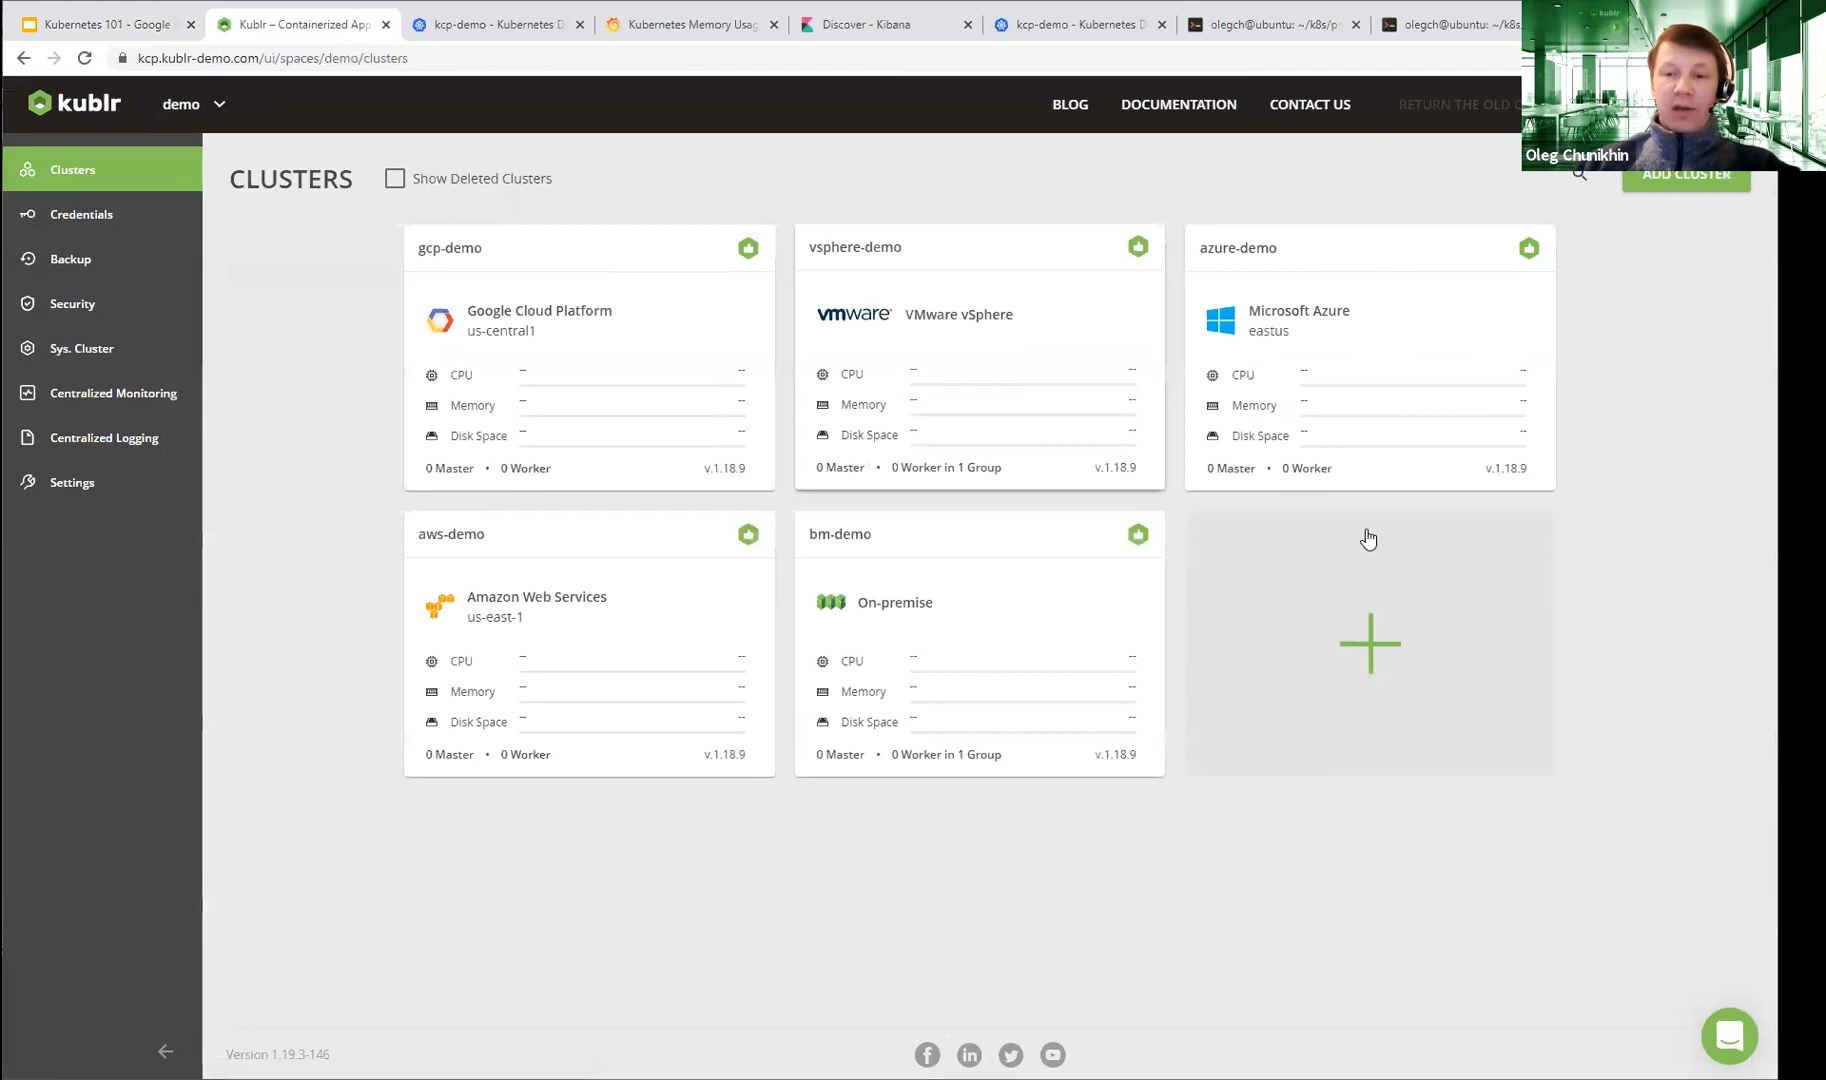 Kubernetes 101 - Google
Kublr – Containerized App
kcp-demo - Kubernetes D
Kubernetes Memory Usag
Discover - Kibana
kcp-demo - Kubernetes D
olegch@ubuntu: ~/k8s/p
olegch@ubuntu: ~/k8s
kcp.kublr-demo.com/ui/spaces/demo/clusters
kublr
demo
BLOG
DOCUMENTATION
CONTACT US
RETURN THE OLD
Oleg Chunikhin
Clusters
Credentials
Backup
Security
Sys. Cluster
Centralized Monitoring
Centralized Logging
Settings
CLUSTERS
Show Deleted Clusters
ADD CLUSTER
gcp-demo
Google Cloud Platform
us-central1
CPU -- --
Memory -- --
Disk Space -- --
0 Master • 0 Worker v.1.18.9
vsphere-demo
vmware VMware vSphere
CPU -- --
Memory -- --
Disk Space -- --
0 Master • 0 Worker in 1 Group v.1.18.9
azure-demo
Microsoft Azure
eastus
CPU -- --
Memory -- --
Disk Space -- --
0 Master • 0 Worker v.1.18.9
aws-demo
Amazon Web Services
us-east-1
CPU -- --
Memory -- --
Disk Space -- --
0 Master • 0 Worker v.1.18.9
bm-demo
On-premise
CPU -- --
Memory -- --
Disk Space -- --
0 Master • 0 Worker in 1 Group v.1.18.9
Version 1.19.3-146